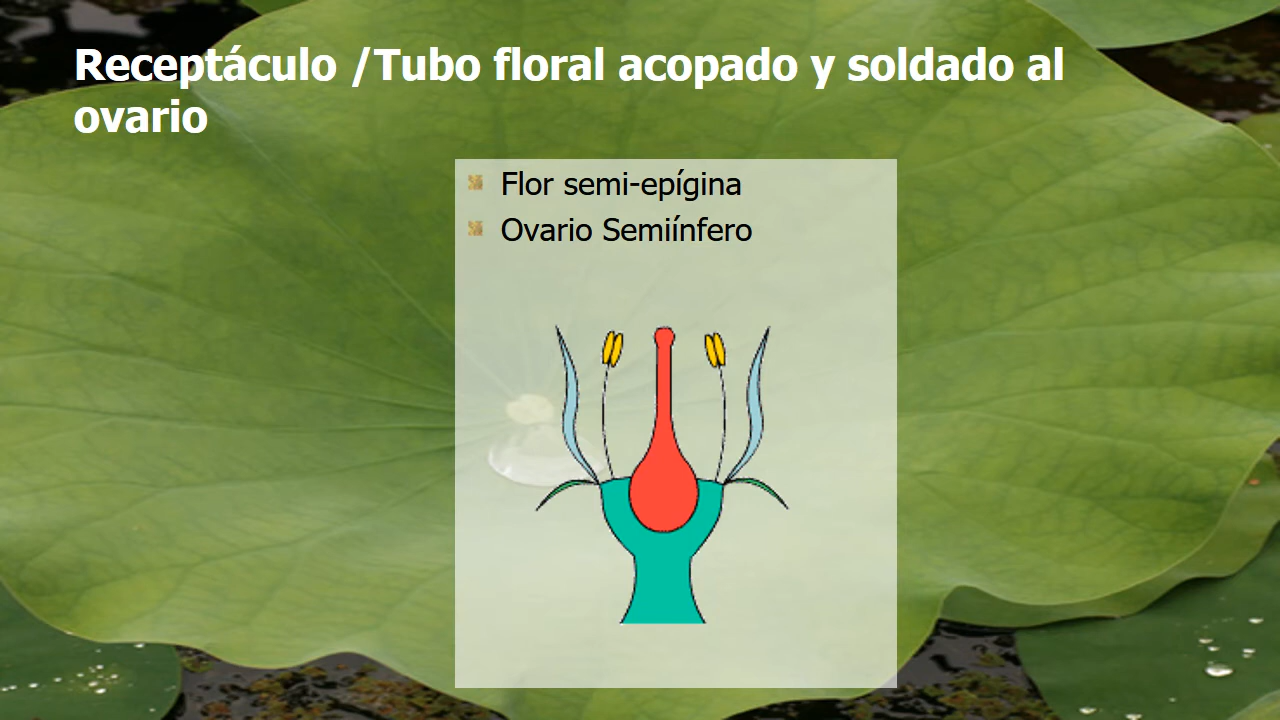 Receptáculo /Tubo floral acopado y soldado al
ovario
Flor semi-epígina
Ovario Semiínfero